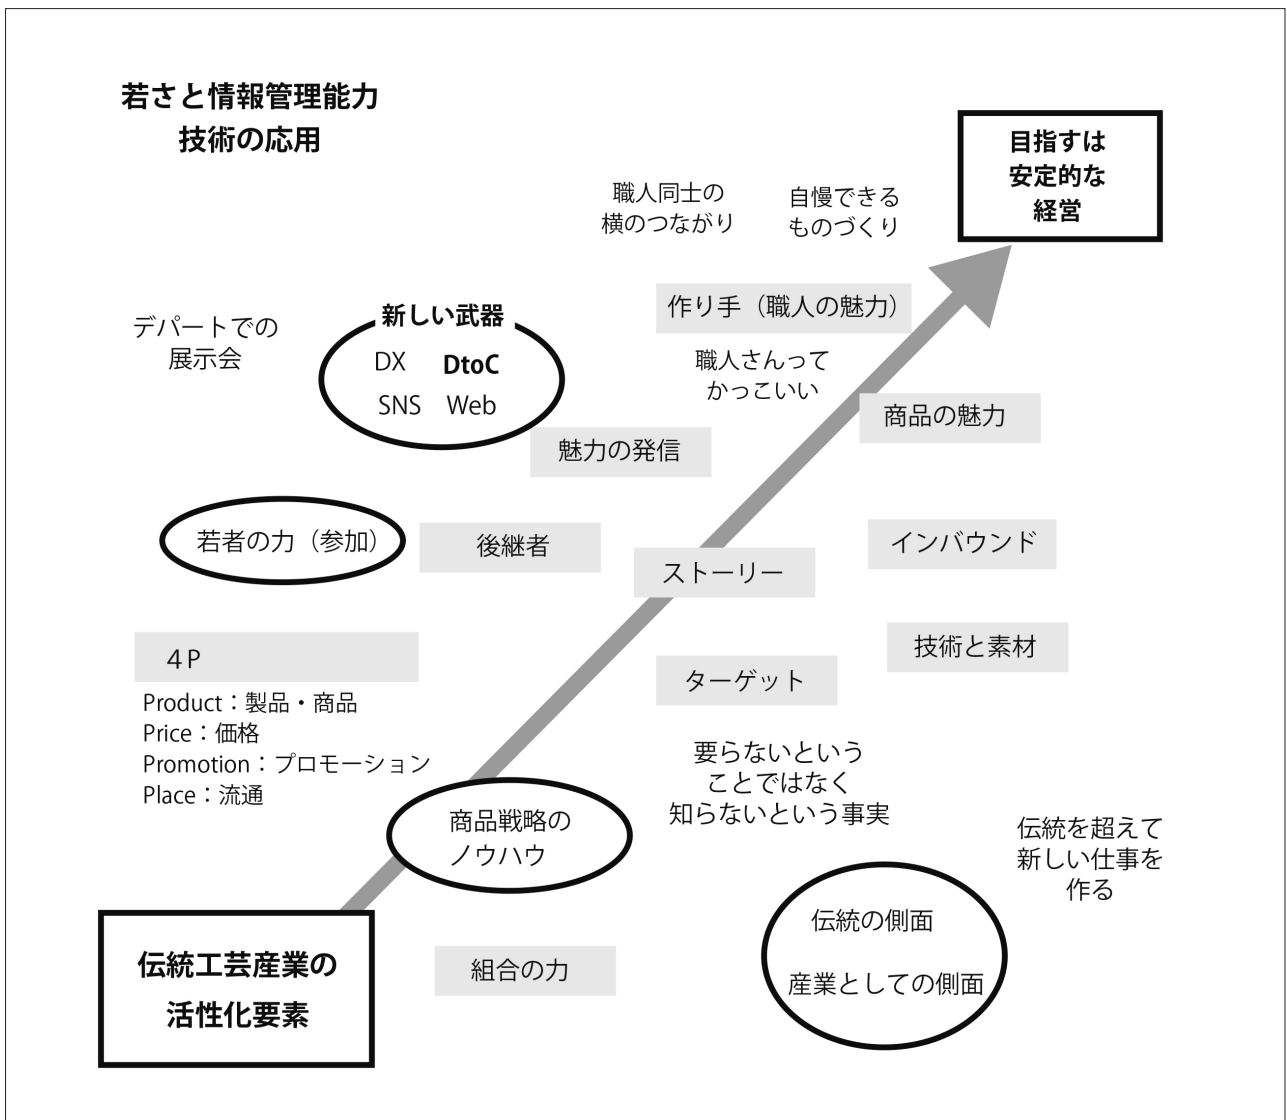 若さと情報管理能力
技術の応用
目指すは
安定的な
経営
職人同士の
横のつながり
自慢できる
ものづくり
作り手（職人の魅力）
職人さんって
かっこいい
デパートでの
展示会
新しい武器
DX DtoC
SNS Web
魅力の発信
商品の魅力
若者の力（参加）
後継者
ストーリー
インバウンド
技術と素材
４P
Product：製品・商品
Price：価格
Promotion：プロモーション
Place：流通
ターゲット
要らないという
ことではなく
知らないという事実
商品戦略の
ノウハウ
伝統を超えて
新しい仕事を
作る
伝統の側面
産業としての側面
伝統工芸産業の
活性化要素
組合の力